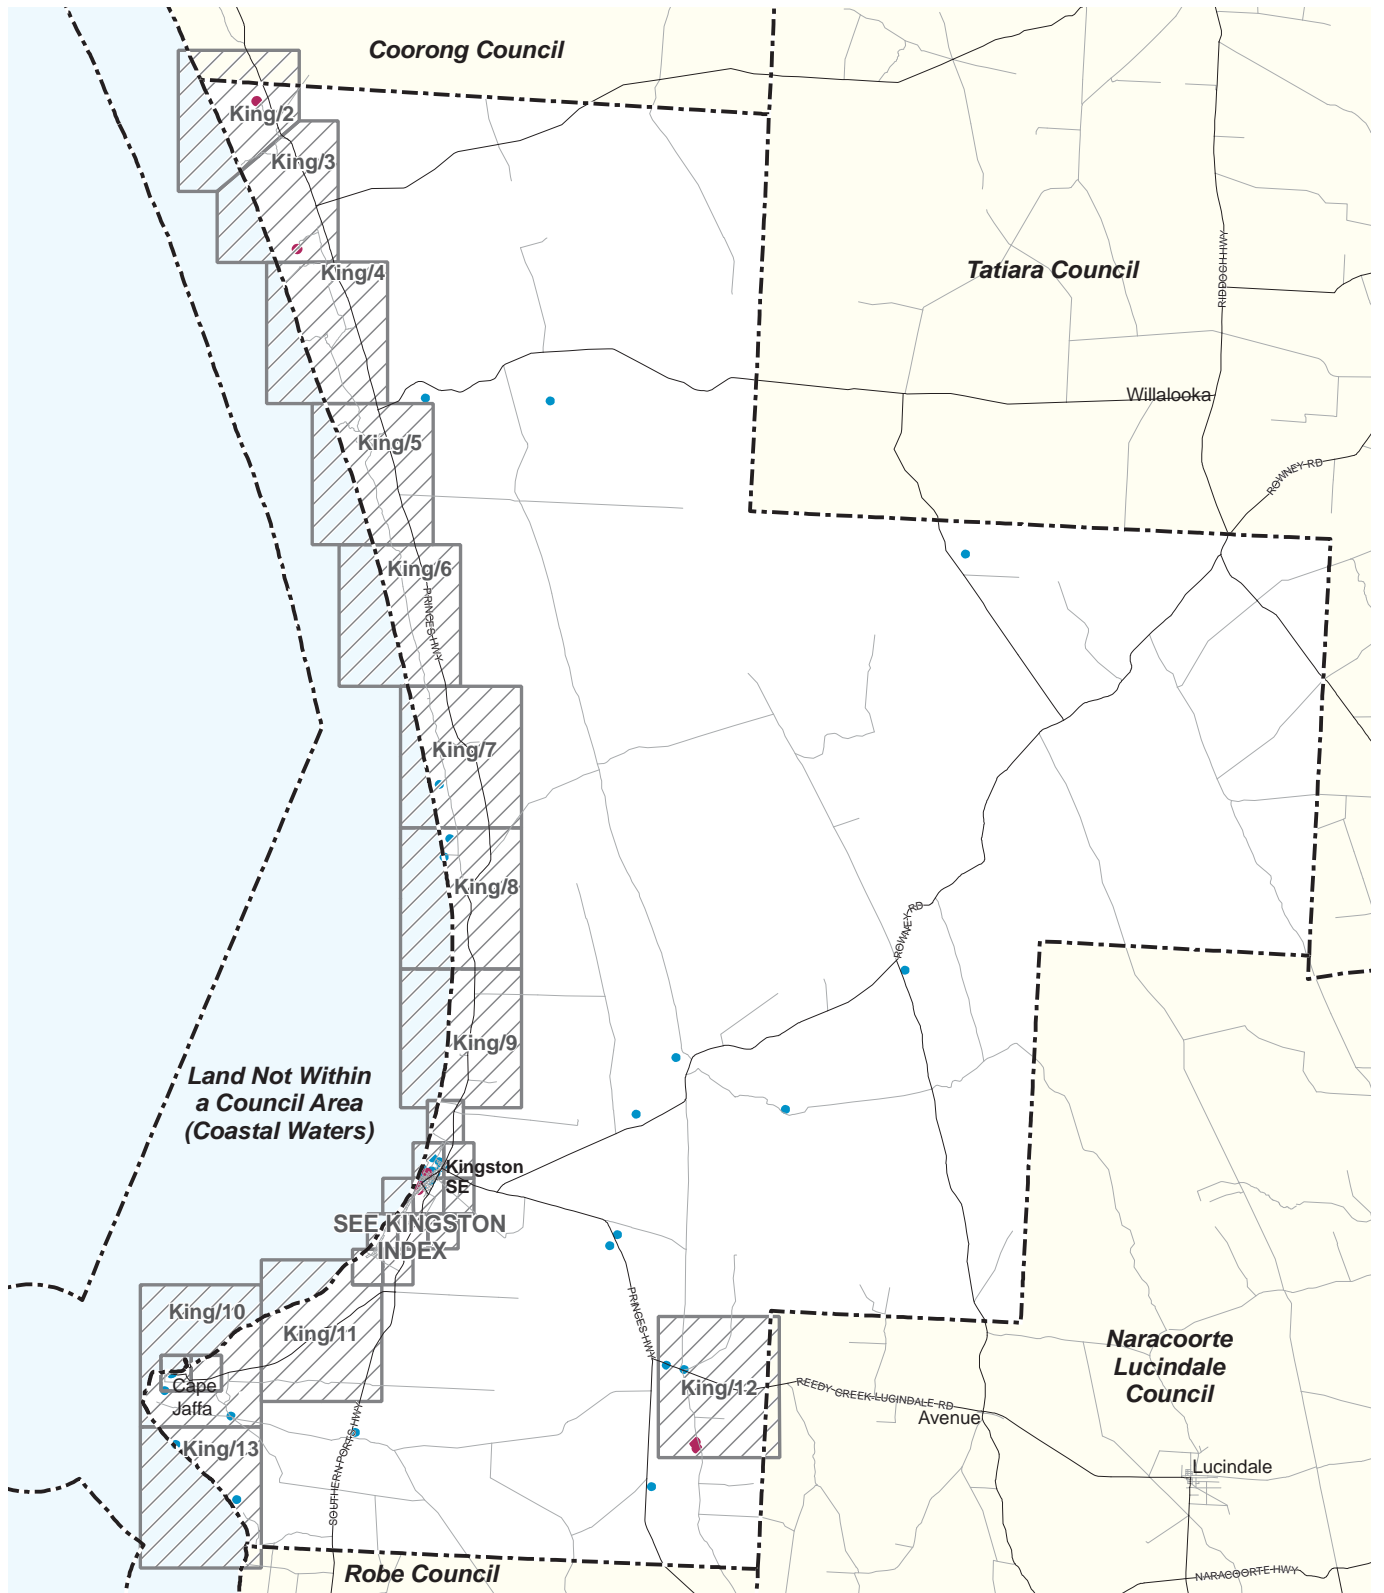 Coorong Council
King/2
King/3
King/4
Tatiara Council
RIDDOCH HWY
Willalooka
King/5
ROWNEY RD
King/6
PRINCES HWY
King/7
King/8
ROWNEY RD
King/9
Land Not Within
a Council Area
(Coastal Waters)
Kingston
SE
SEE KINGSTON
INDEX
King/10
King/11
PRINCES HWY
Naracoorte
Lucindale
Council
Cape
Jaffa
King/12
REEDY CREEK-LUCINDALE RD
Avenue
King/13
SOUTHERN PORTS HWY
Lucindale
Robe Council
NARACOORTE HWY